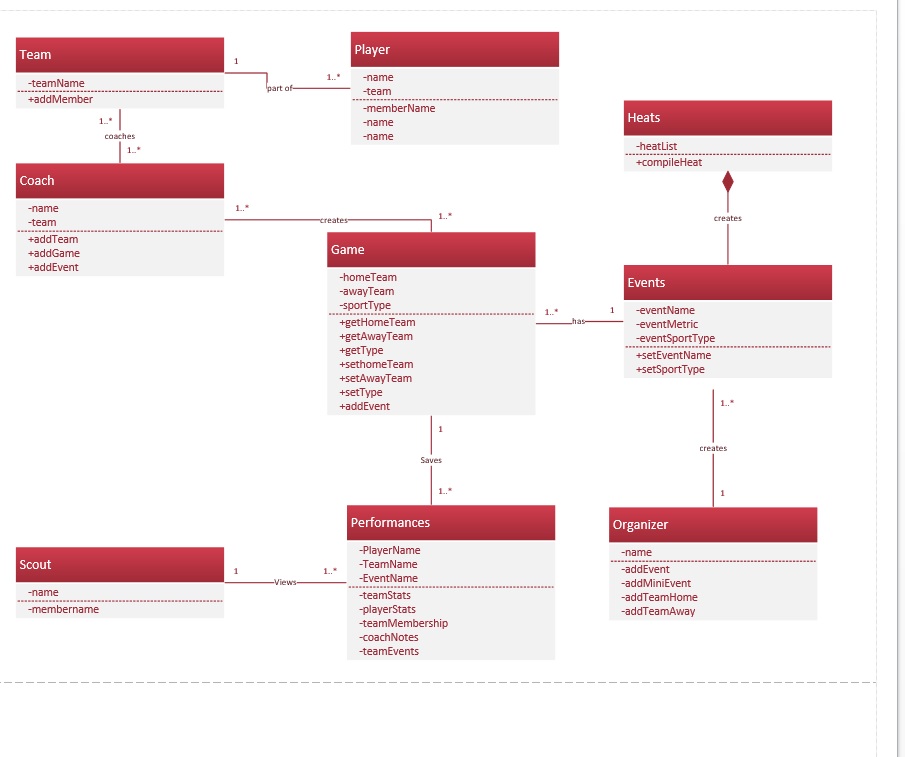 Team
-teamName
+addMember
1
part of
1..*
Player
-name
-team
-memberName
-name
-name
1..*
coaches
1..*
Coach
-name
-team
+addTeam
+addGame
+addEvent
1..*
creates
1..*
Game
-homeTeam
-awayTeam
-sportType
+getHomeTeam
+getAwayTeam
+getType
+sethomeTeam
+setAwayTeam
+setType
+addEvent
Heats
-heatList
+compileHeat
creates
Events
-eventName
-eventMetric
-eventSportType
+setEventName
+setSportType
1..*
has
1
1
Saves
1..*
1..*
creates
1
Performances
-PlayerName
-TeamName
-EventName
-teamStats
-playerStats
-teamMembership
-coachNotes
-teamEvents
Organizer
-name
-addEvent
-addMiniEvent
-addTeamHome
-addTeamAway
Scout
-name
-membername
1
Views
1..*